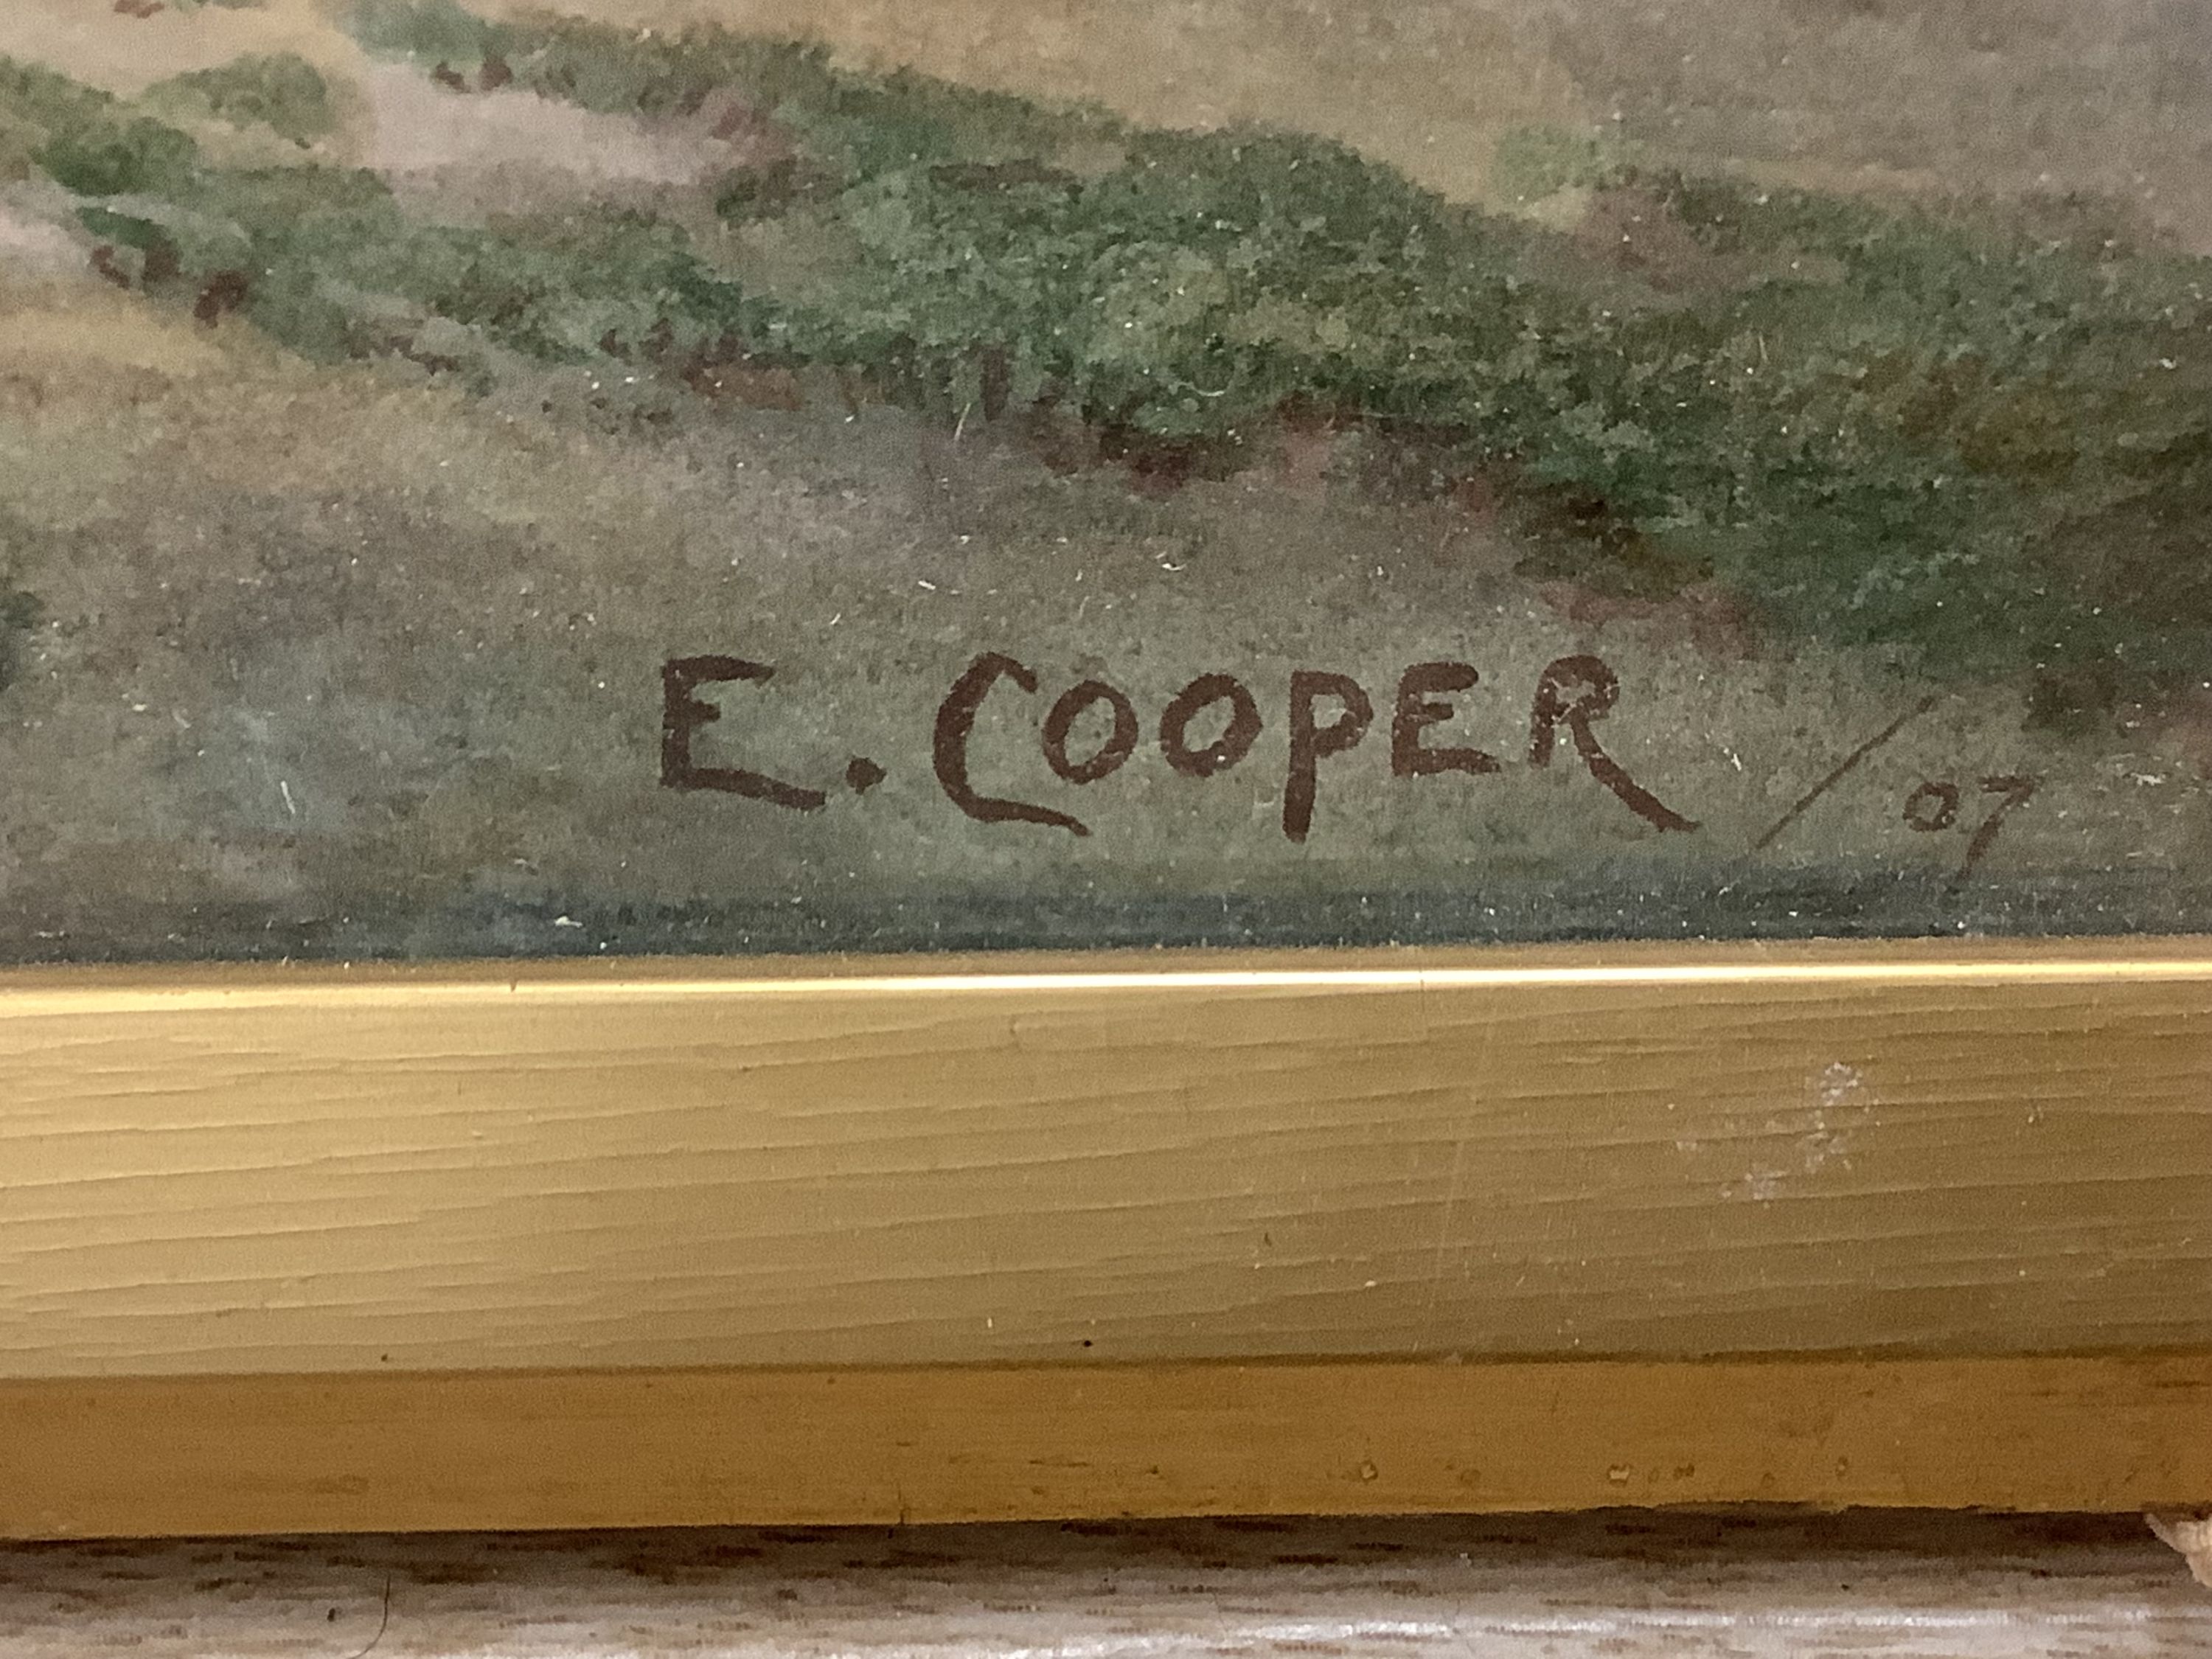 E. COOPER / 07